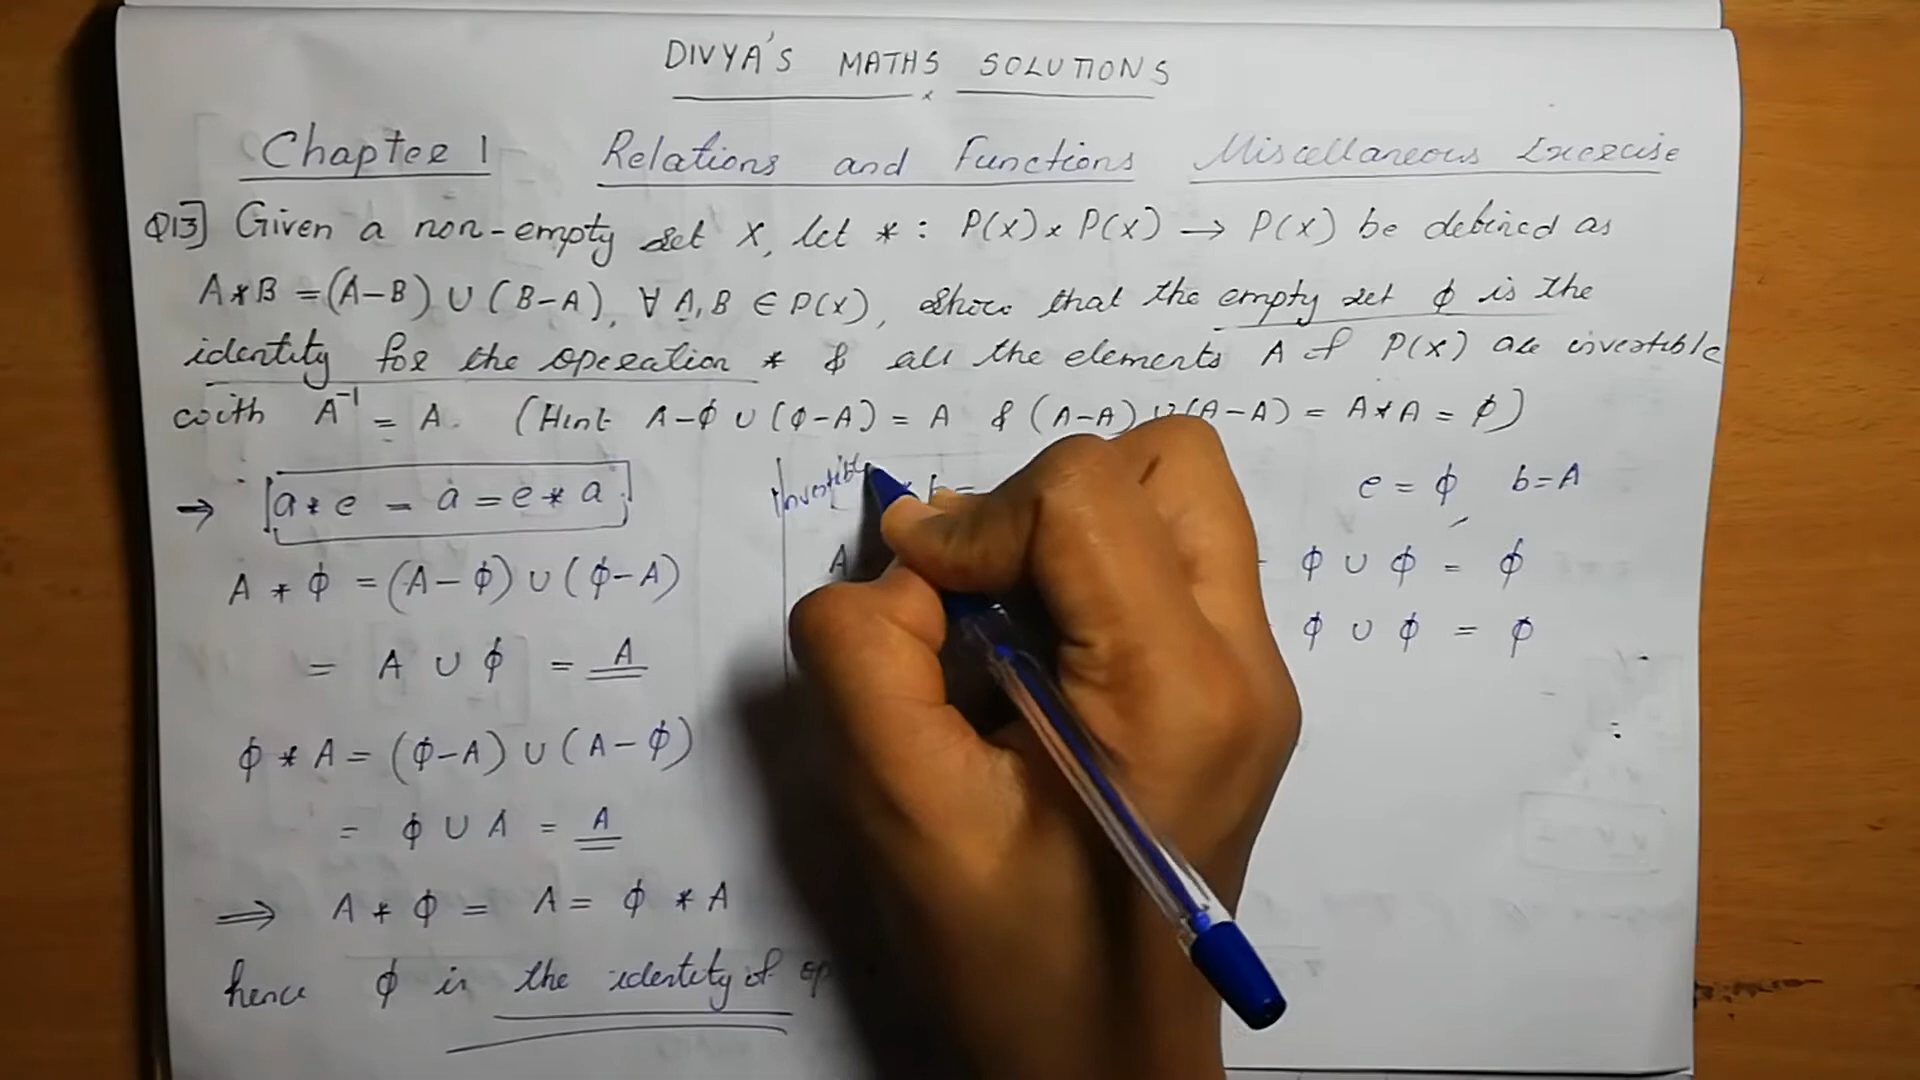 DIVYA'S MATHS SOLUTIONS
Chapter 1 Relations and Functions Miscellaneous Exercise
Q13] Given a non-empty set X, let * : P(X) × P(X) → P(X) be defined as
A*B = (A-B) ∪ (B-A), ∀ A, B ∈ P(X), show that the empty set ϕ is the
identity for the operation * & all the elements A of P(X) are invertible
with A⁻¹ = A. (Hint A-ϕ ∪ (ϕ-A) = A & (A-A) ∪ (A-A) = A*A = ϕ)
→ a * e = a = e * a
A * ϕ = (A-ϕ) ∪ (ϕ-A)
= A ∪ ϕ = A
ϕ * A = (ϕ-A) ∪ (A-ϕ)
= ϕ ∪ A = A
⇒ A * ϕ = A = ϕ * A
hence ϕ is the identity of op
Invertible * b =
e = ϕ b = A
A
ϕ ∪ ϕ = ϕ
ϕ ∪ ϕ = ϕ